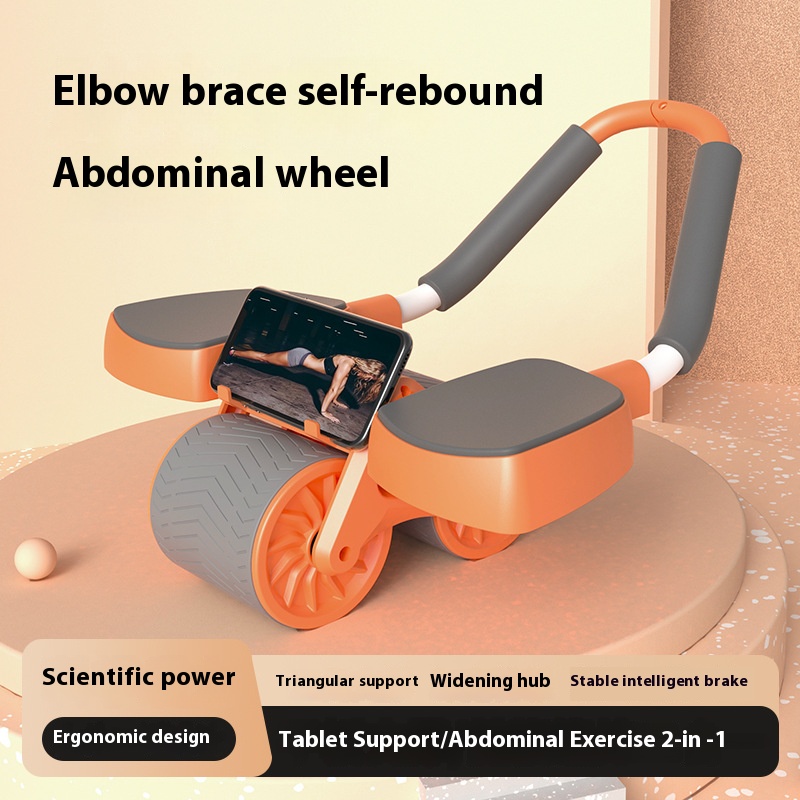 Elbow brace self-rebound
Abdominal wheel
Scientific power
Triangular support Widening hub Stable intelligent brake
Ergonomic design
Tablet Support/Abdominal Exercise 2-in -1